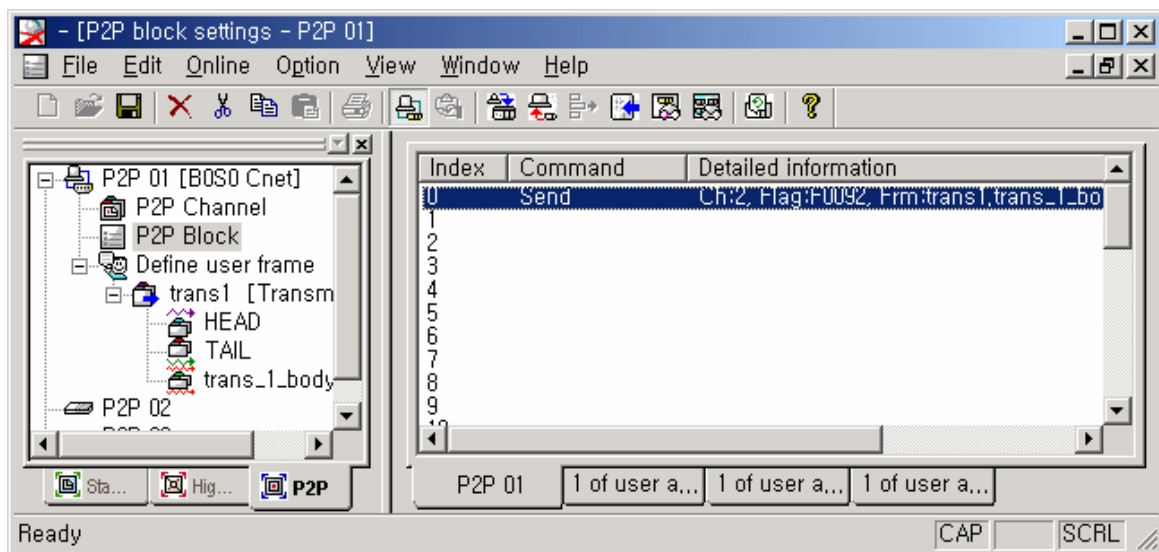 - [P2P block settings - P2P 01]
File Edit Online Option View Window Help
P2P 01 [B0S0 Cnet]
P2P Channel
P2P Block
Define user frame
trans1 [Transm
HEAD
TAIL
trans_1_body
P2P 02
Sta... Hig... P2P
Index Command Detailed information
0 Send Ch:2, Flag:F0092, Frm:trans1,trans_1_bo
1
2
3
4
5
6
7
8
9
P2P 01 1 of user a... 1 of user a... 1 of user a...
Ready CAP SCRL